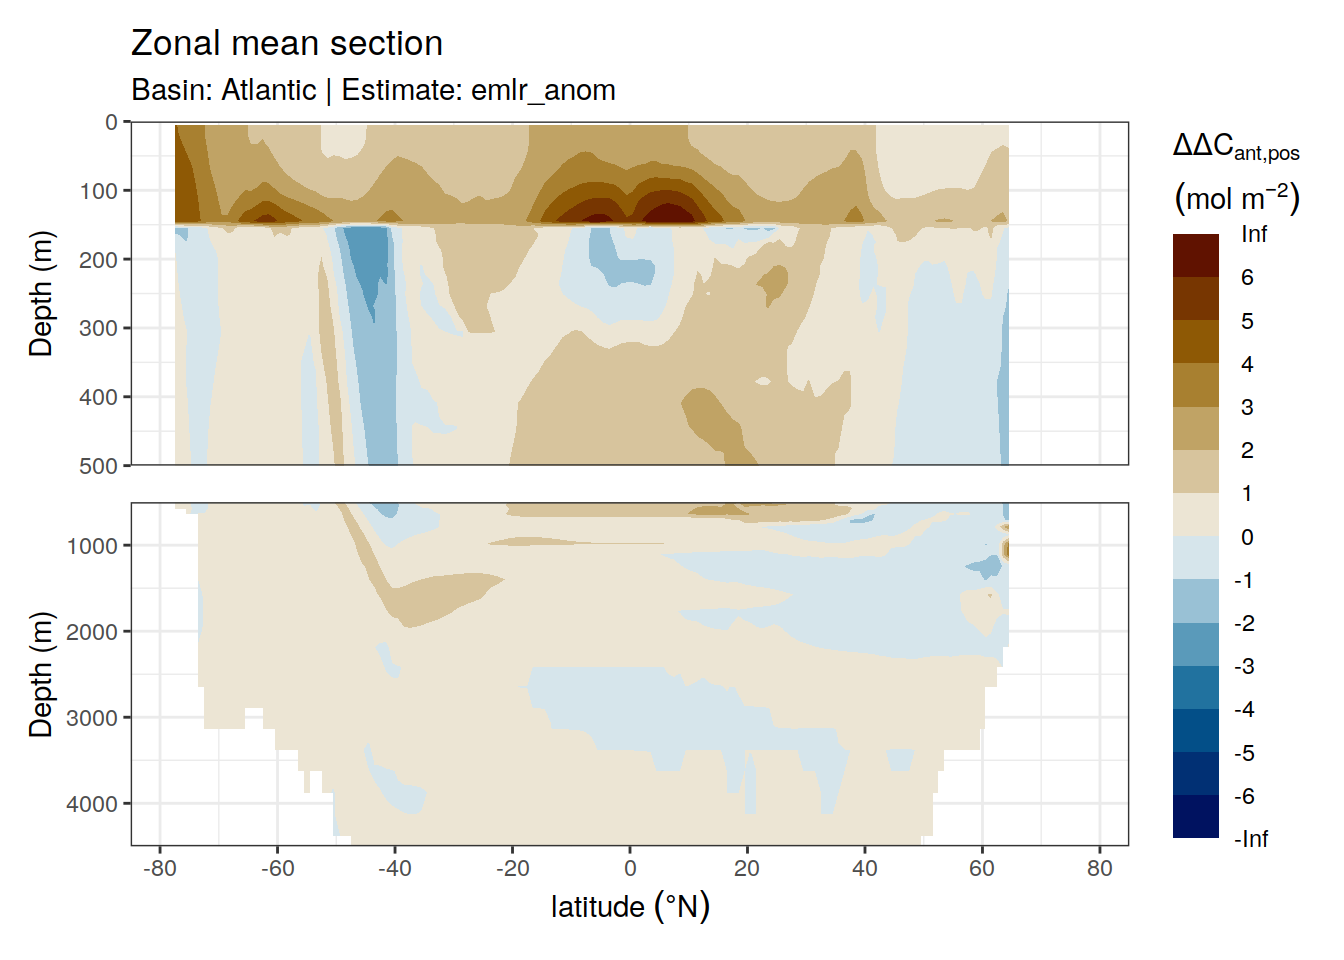 Zonal mean section
Basin: Atlantic | Estimate: emlr_anom
0
100
200
300
400
500
Depth (m)
1000
2000
3000
4000
Depth (m)
-80 -60 -40 -20 0 20 40 60 80
latitude (°N)
ΔΔCant,pos
(mol m−2)
Inf
6
5
4
3
2
1
0
-1
-2
-3
-4
-5
-6
-Inf